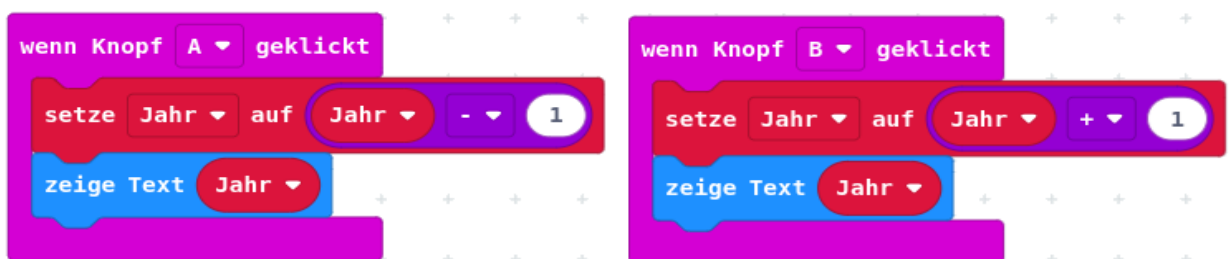 wenn Knopf A geklickt
setze Jahr auf Jahr - 1
zeige Text Jahr
wenn Knopf B geklickt
setze Jahr auf Jahr + 1
zeige Text Jahr